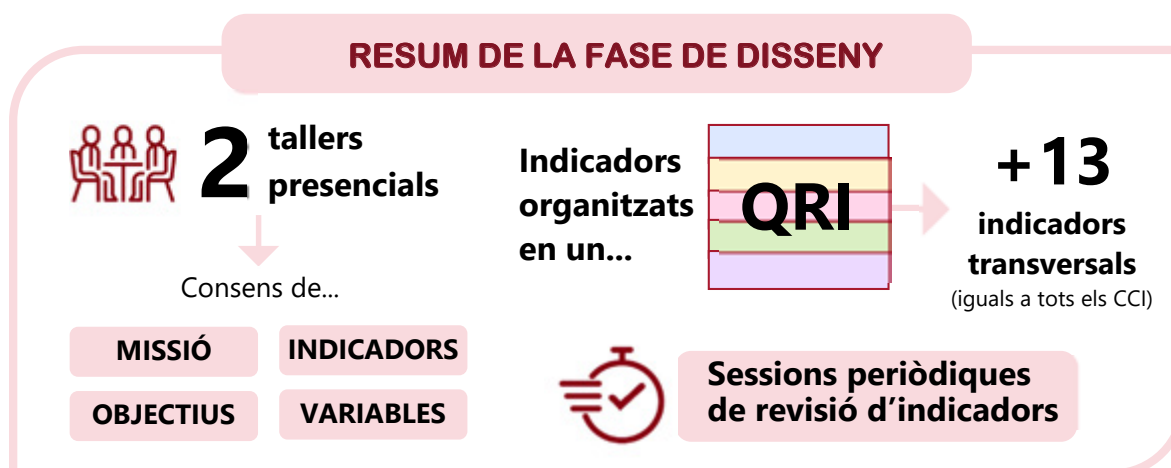 RESUM DE LA FASE DE DISSENY
2
tallers
presencials
Consens de...
MISSIÓ
INDICADORS
OBJECTIUS
VARIABLES
Indicadors
organitzats
en un...
QRI
+13
indicadors
transversals
(iguals a tots els CCI)
Sessions periòdiques
de revisió d'indicadors